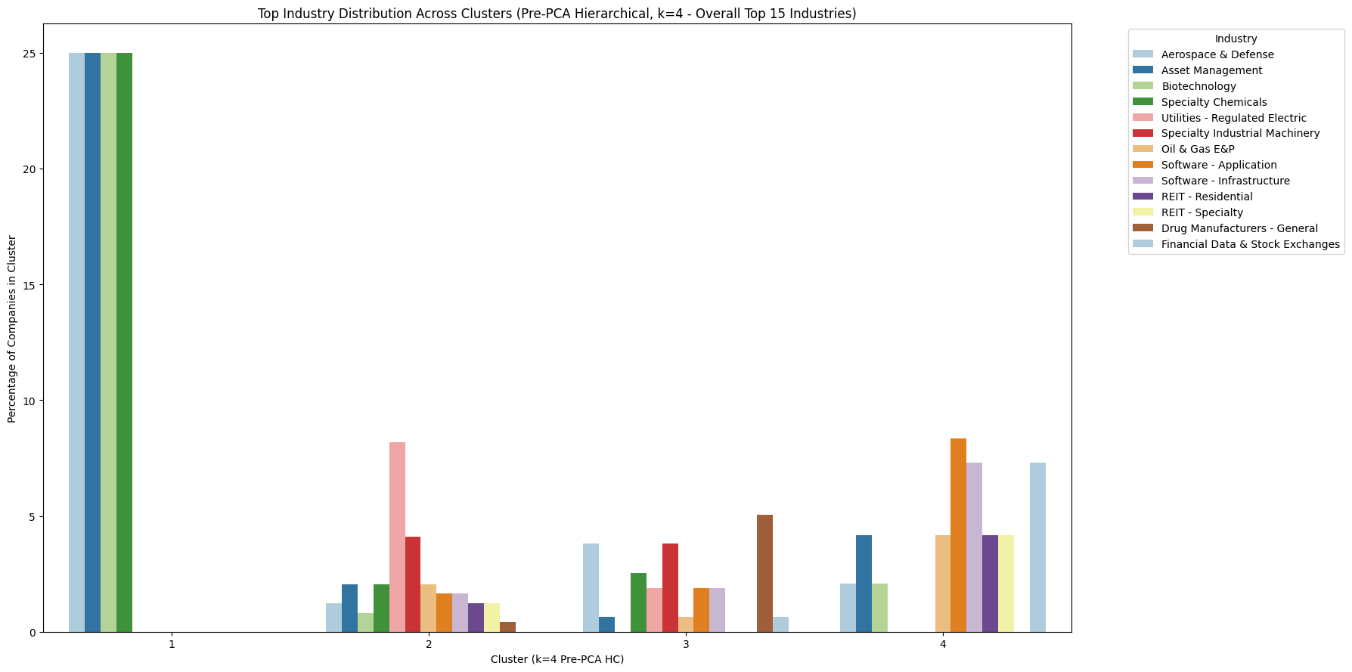 Top Industry Distribution Across Clusters (Pre-PCA Hierarchical, k=4 - Overall Top 15 Industries)
Percentage of Companies in Cluster
25
20
15
10
5
0
1
2
3
4
Cluster (k=4 Pre-PCA HC)
Industry
Aerospace & Defense
Asset Management
Biotechnology
Specialty Chemicals
Utilities - Regulated Electric
Specialty Industrial Machinery
Oil & Gas E&P
Software - Application
Software - Infrastructure
REIT - Residential
REIT - Specialty
Drug Manufacturers - General
Financial Data & Stock Exchanges